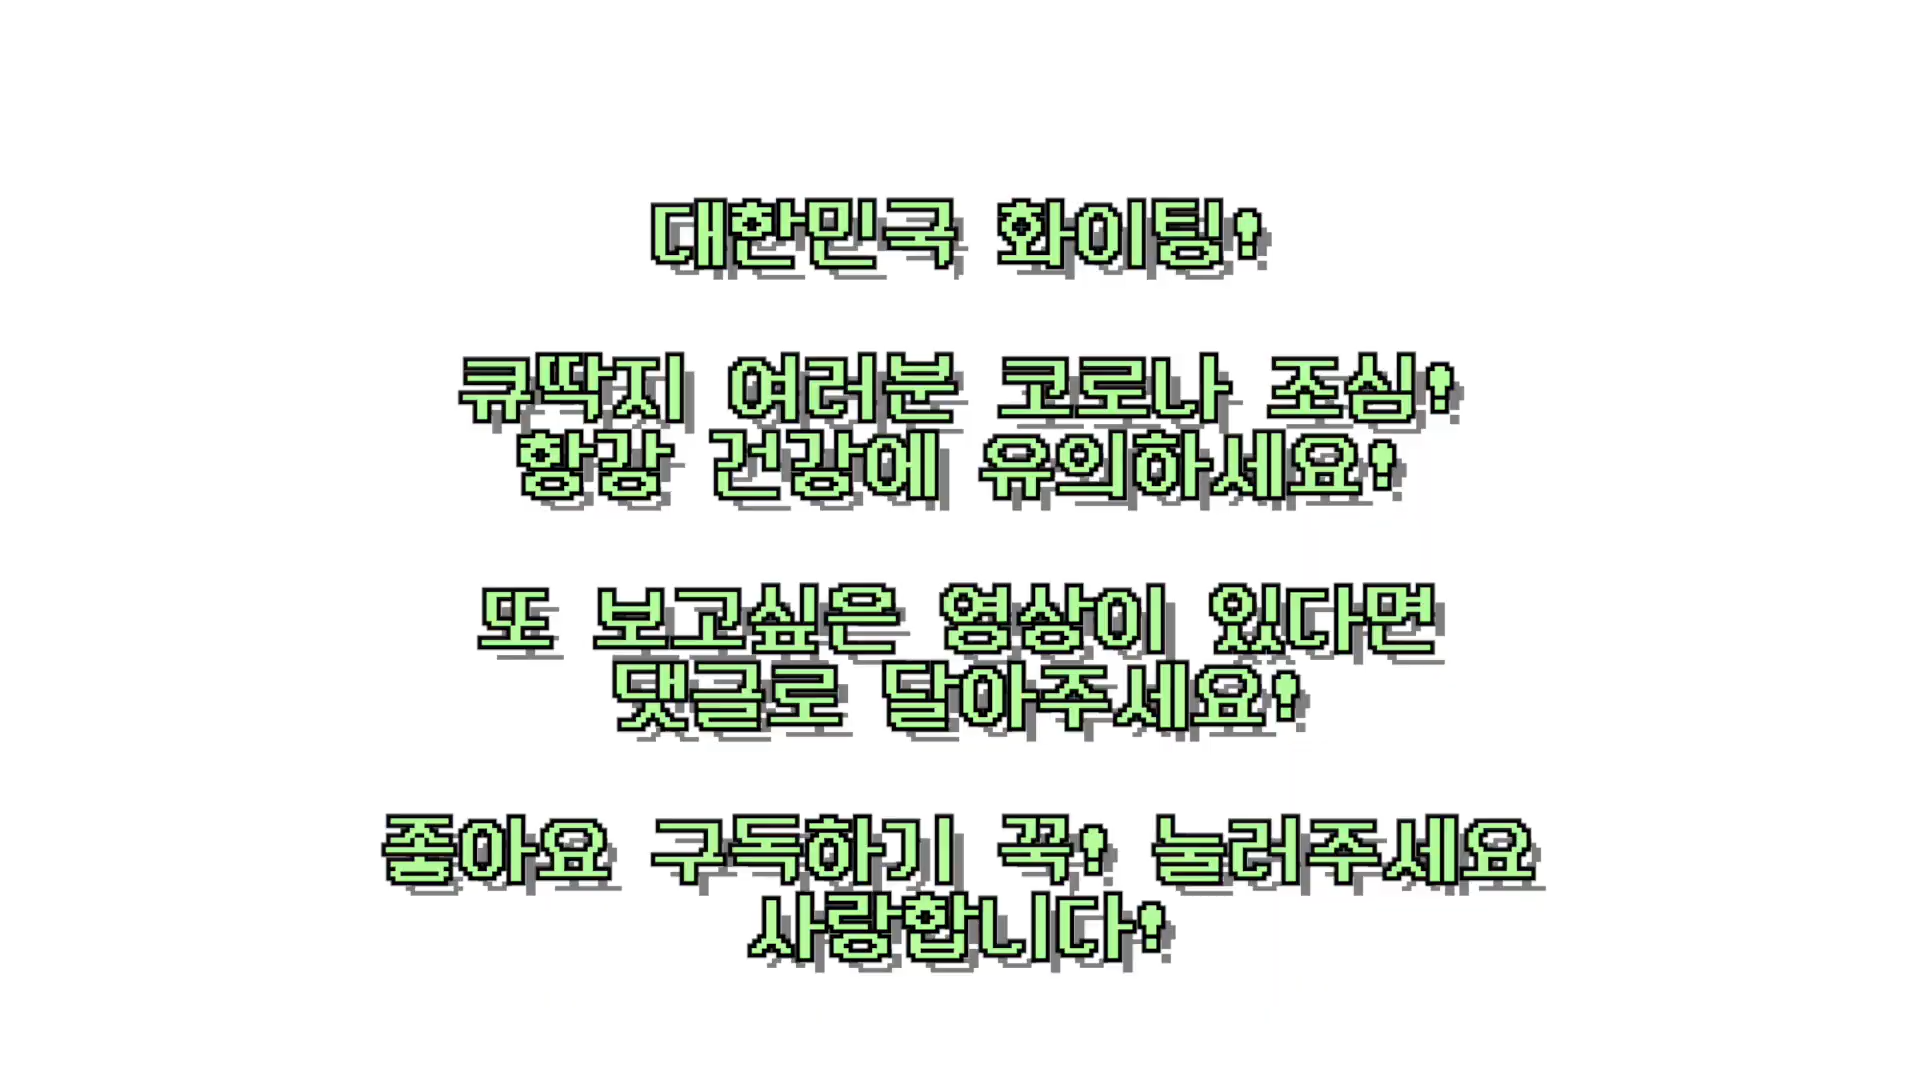 대한민국 화이팅!
큐딱지 여러분 코로나 조심!
항강 건강에 유의하세요!
또 보고싶은 영상이 있다면
댓글로 달아주세요!
좋아요 구독하기 꾹! 눌러주세요
사랑합니다!